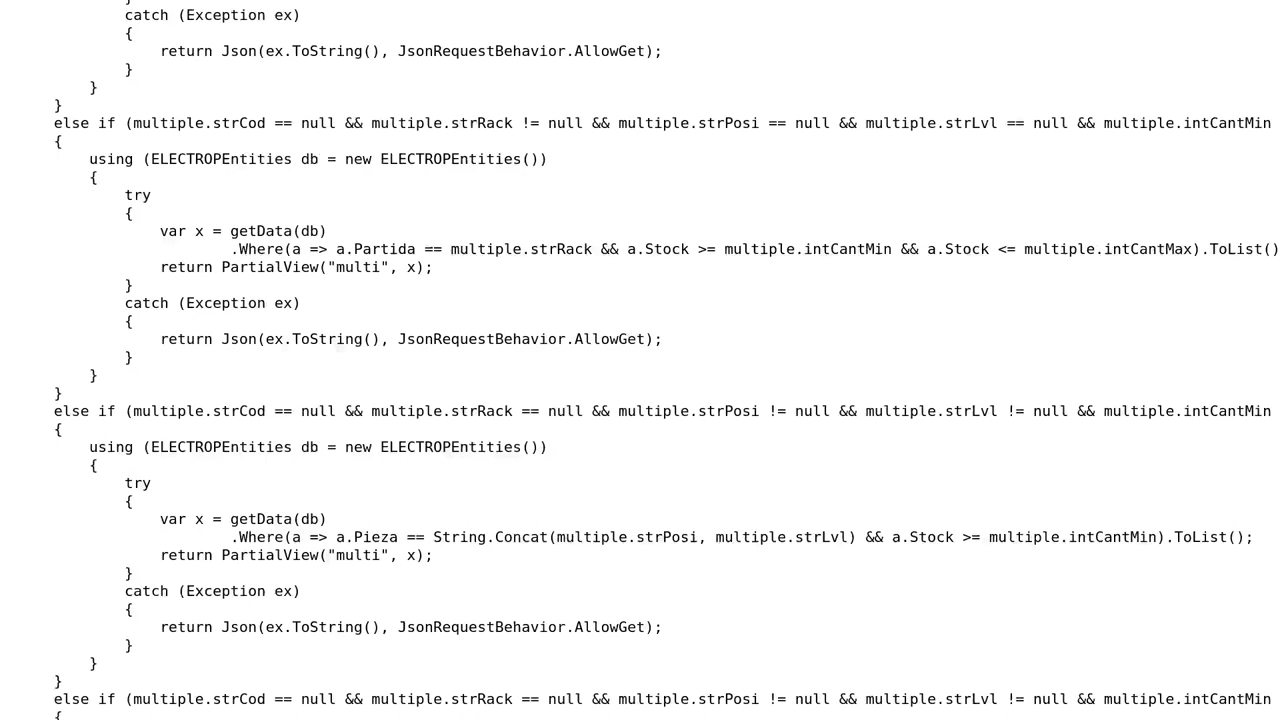 }
catch (Exception ex)
{
return Json(ex.ToString(), JsonRequestBehavior.AllowGet);
}
}
}
else if (multiple.strCod == null && multiple.strRack != null && multiple.strPosi == null && multiple.strLvl == null && multiple.intCantMin
{
using (ELECTROPEntities db = new ELECTROPEntities())
{
try
{
var x = getData(db)
.Where(a => a.Partida == multiple.strRack && a.Stock >= multiple.intCantMin && a.Stock <= multiple.intCantMax).ToList()
return PartialView("multi", x);
}
catch (Exception ex)
{
return Json(ex.ToString(), JsonRequestBehavior.AllowGet);
}
}
}
else if (multiple.strCod == null && multiple.strRack == null && multiple.strPosi != null && multiple.strLvl != null && multiple.intCantMin
{
using (ELECTROPEntities db = new ELECTROPEntities())
{
try
{
var x = getData(db)
.Where(a => a.Pieza == String.Concat(multiple.strPosi, multiple.strLvl) && a.Stock >= multiple.intCantMin).ToList();
return PartialView("multi", x);
}
catch (Exception ex)
{
return Json(ex.ToString(), JsonRequestBehavior.AllowGet);
}
}
}
else if (multiple.strCod == null && multiple.strRack == null && multiple.strPosi != null && multiple.strLvl != null && multiple.intCantMin
{